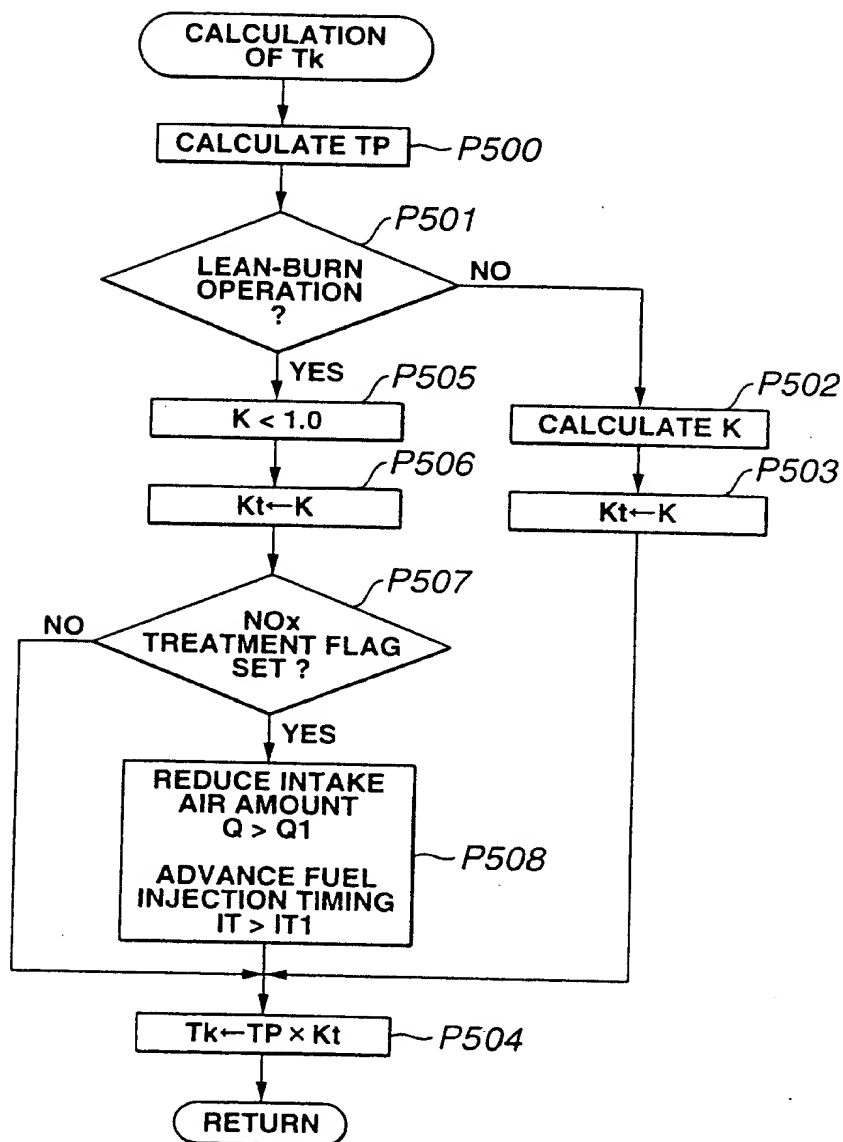 CALCULATION
OF Tk
CALCULATE TP
P500
P501
LEAN-BURN
OPERATION
?
NO
YES
P505
K < 1.0
P502
CALCULATE K
P506
Kt←K
P503
Kt←K
P507
NO
NOx
TREATMENT FLAG
SET ?
YES
REDUCE INTAKE
AIR AMOUNT
Q > Q1
ADVANCE FUEL
INJECTION TIMING
IT > IT1
P508
Tk←TP × Kt
P504
RETURN